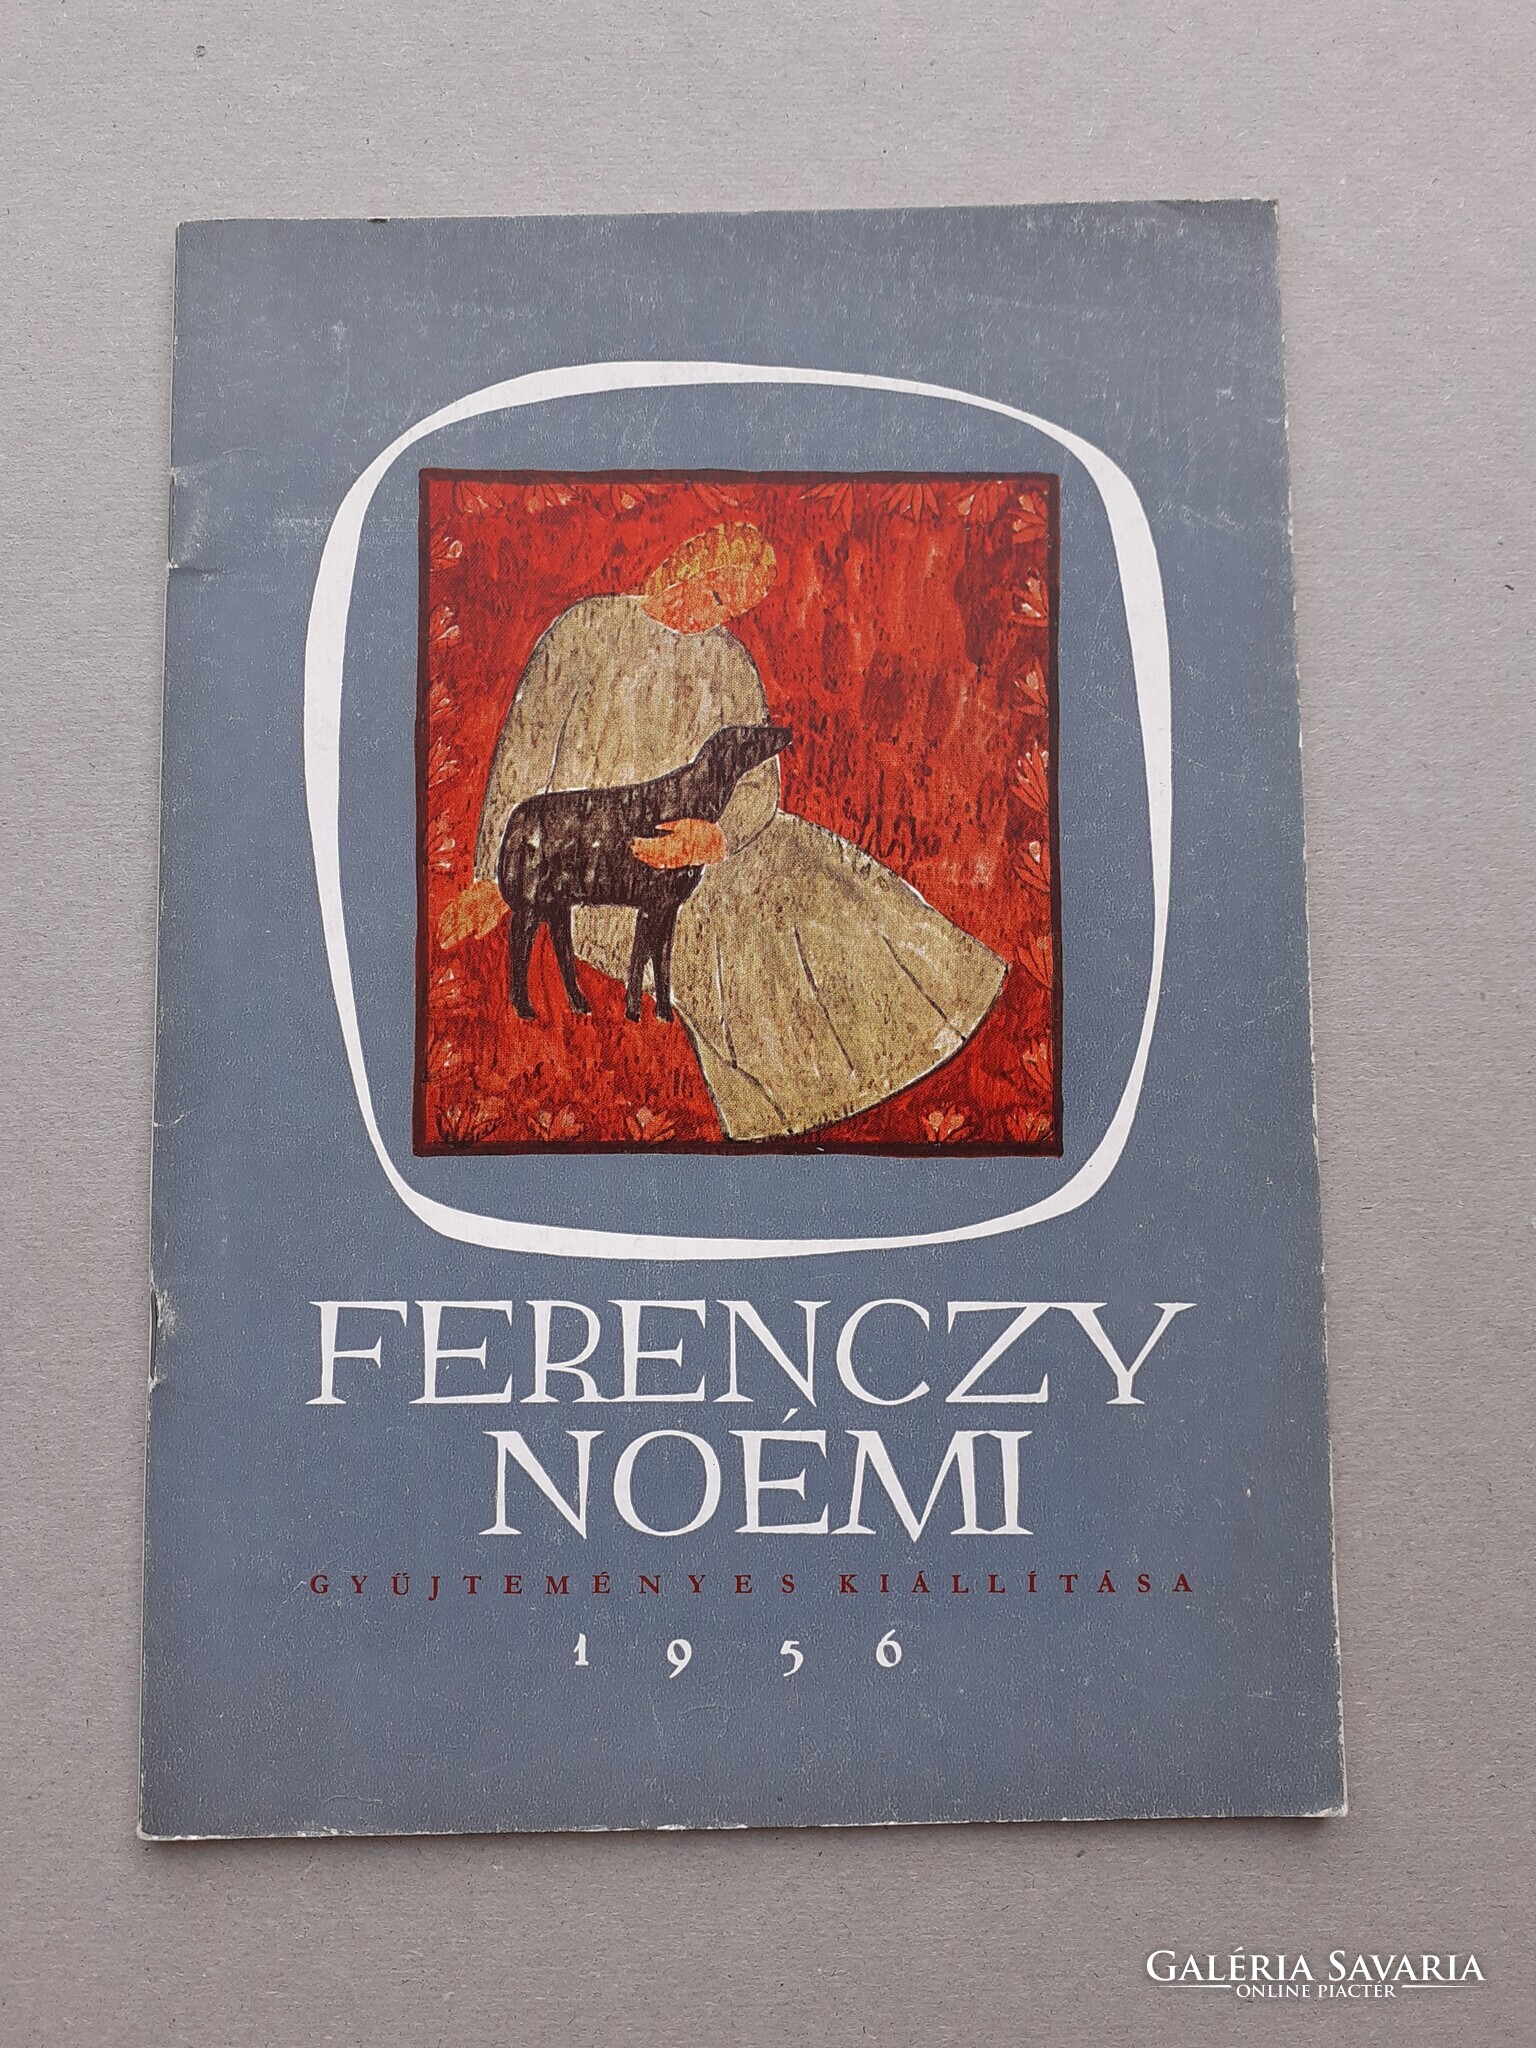 FERENCZY
NOÉMI
GYŰJTEMÉNYES KIÁLLÍTÁSA
1956
GALÉRIA SAVARIA
ONLINE PIACTÉR